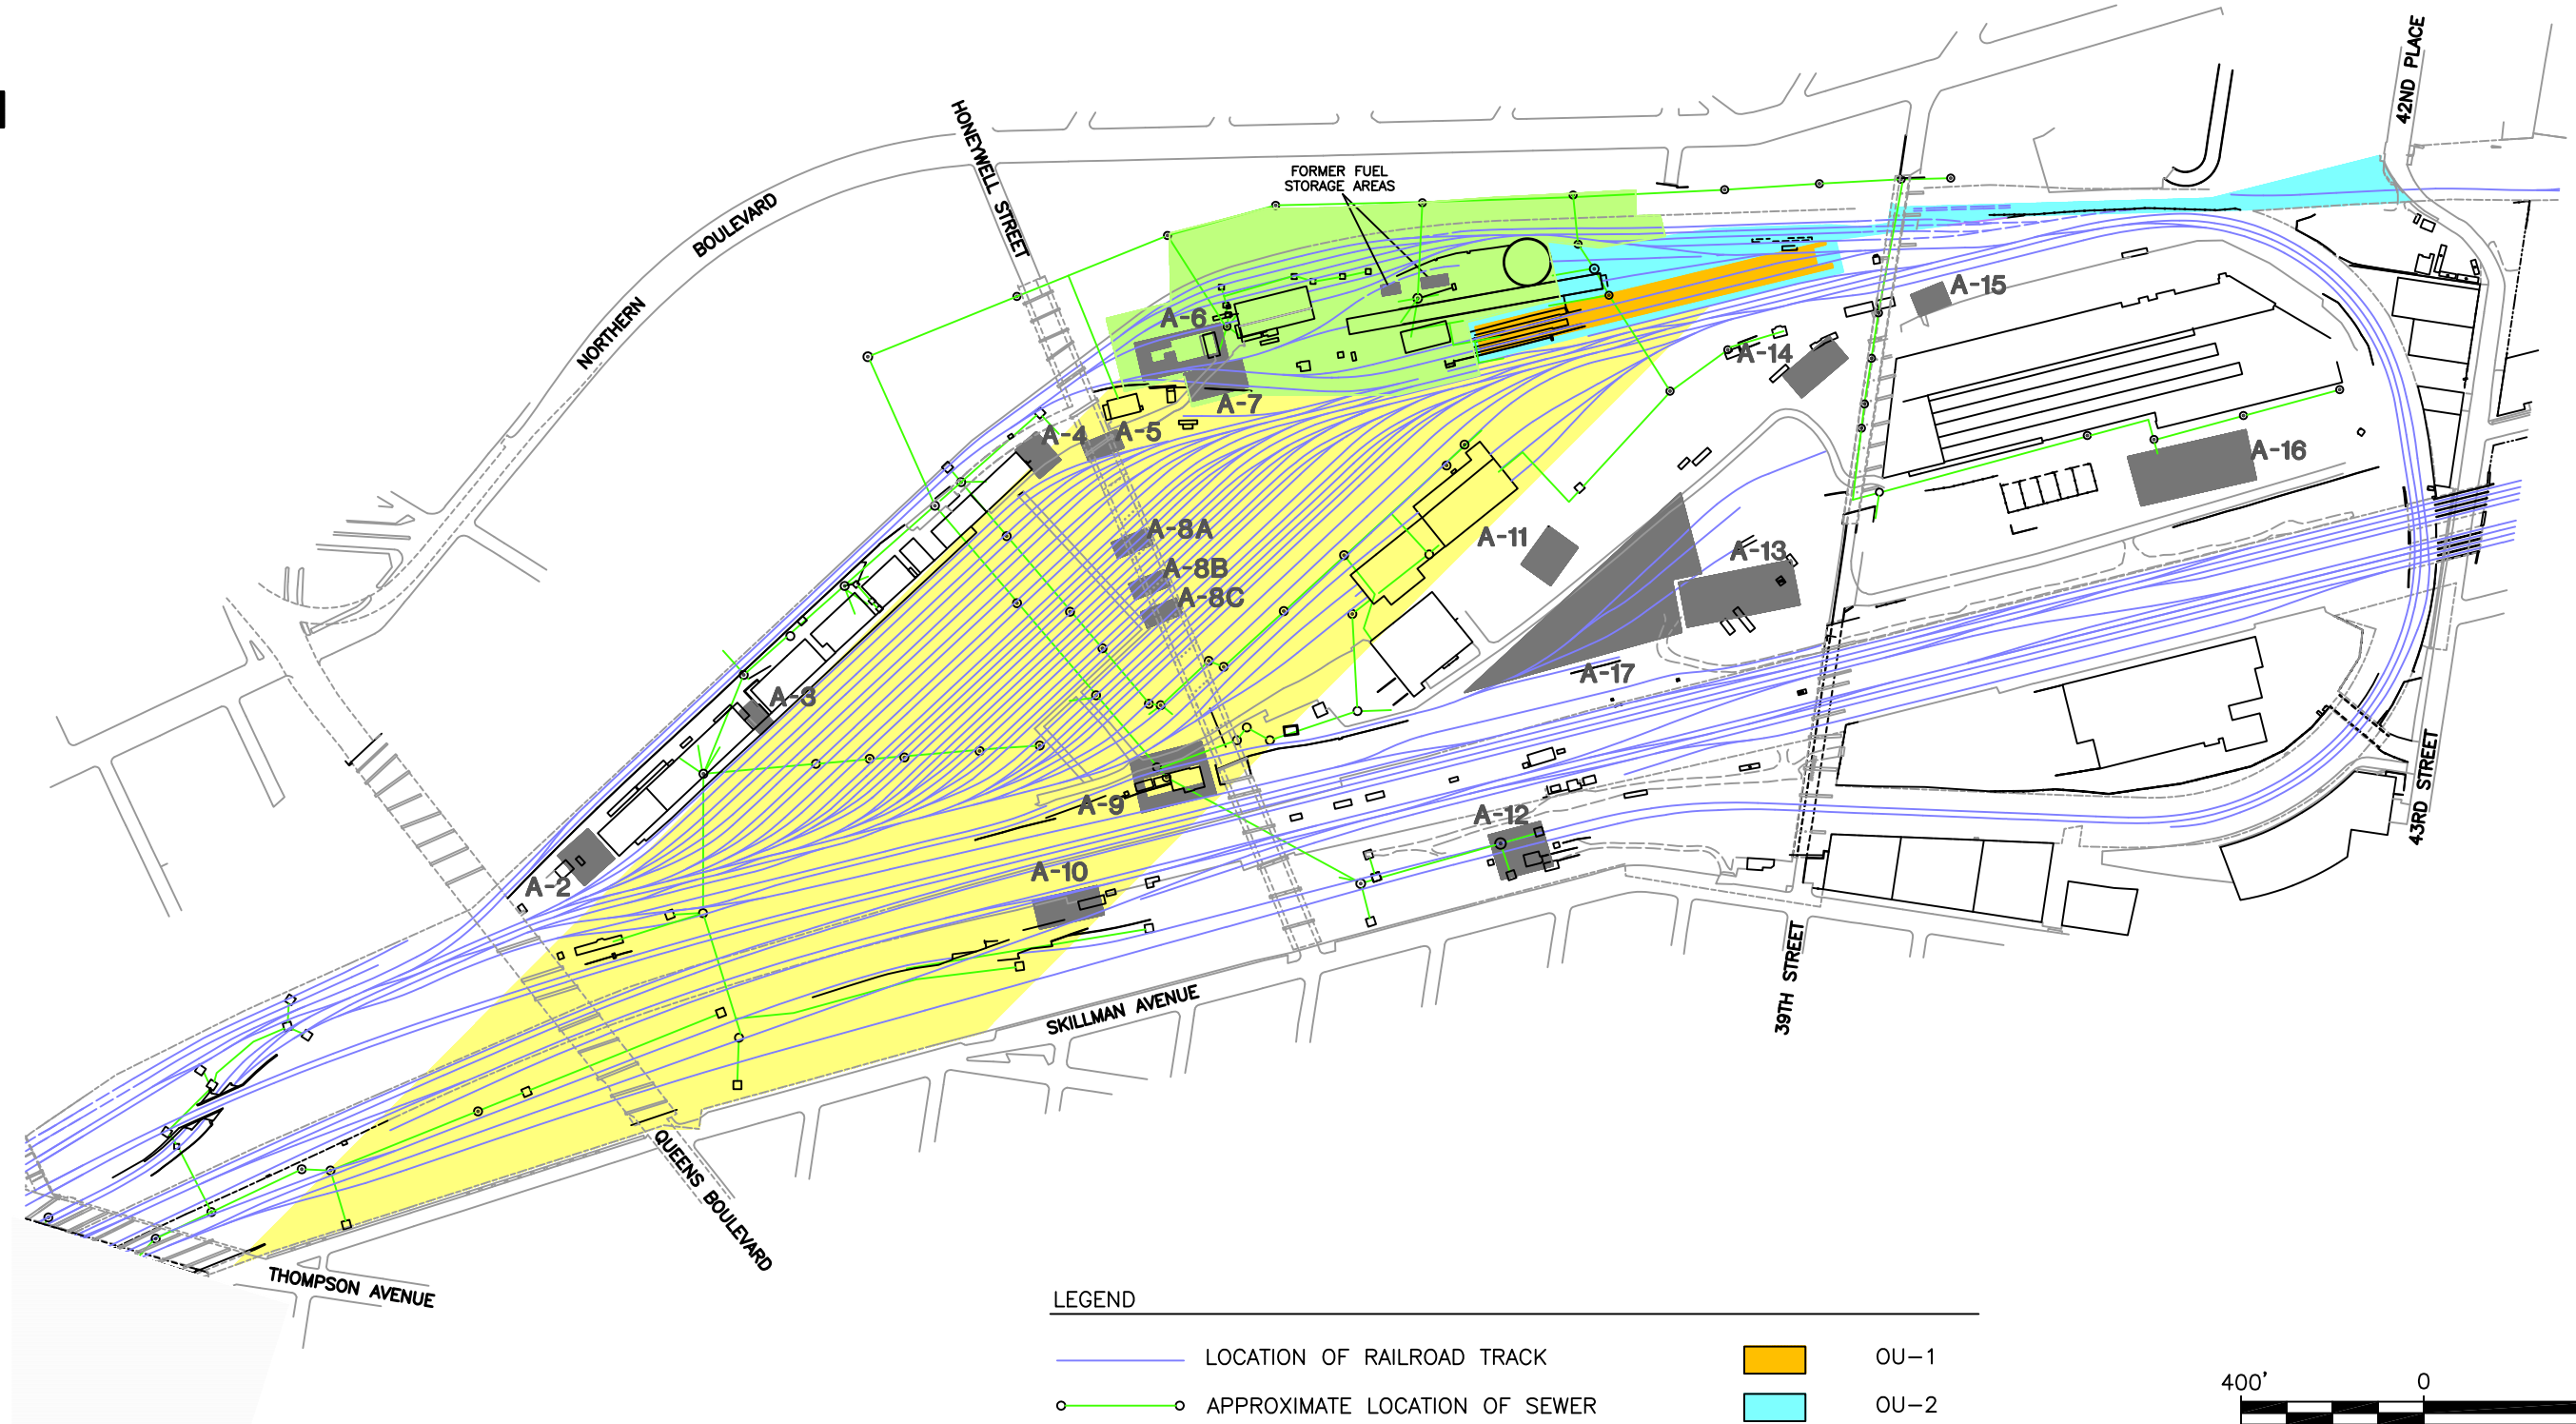 42ND PLACE
HONEYWELL STREET
FORMER FUEL
STORAGE AREAS
NORTHERN
BOULEVARD
A-15
A-6
A-14
A-7
A-4
A-5
A-16
A-8A
A-11
A-13
A-8B
A-8C
A-17
A-3
A-9
A-12
43RD STREET
A-10
A-2
39TH STREET
SKILLMAN AVENUE
QUEENS BOULEVARD
THOMPSON AVENUE
LEGEND
LOCATION OF RAILROAD TRACK
OU-1
APPROXIMATE LOCATION OF SEWER
OU-2
400'
0